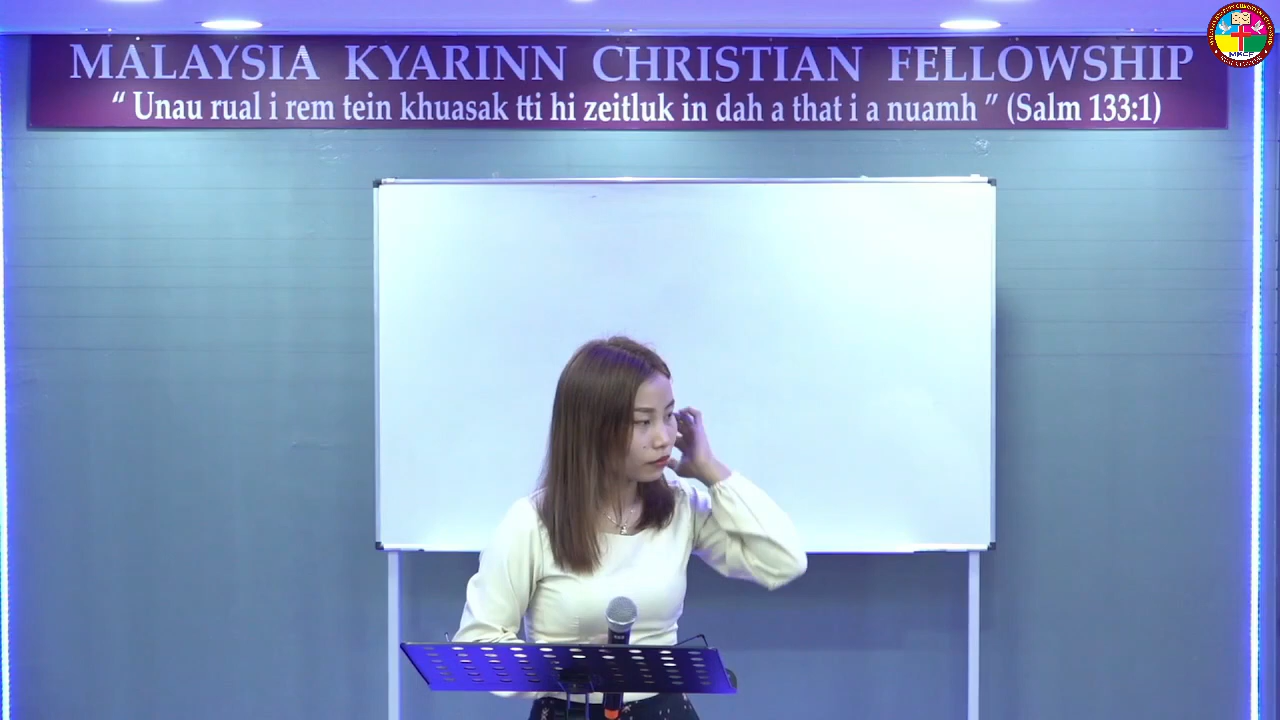 MALAYSIA KYARINN CHRISTIAN FELLOWSHIP
“ Unau rual i rem tein khuasak tti hi zeitluk in dah a that i a nuamh ” (Salm 133:1)
MKCF